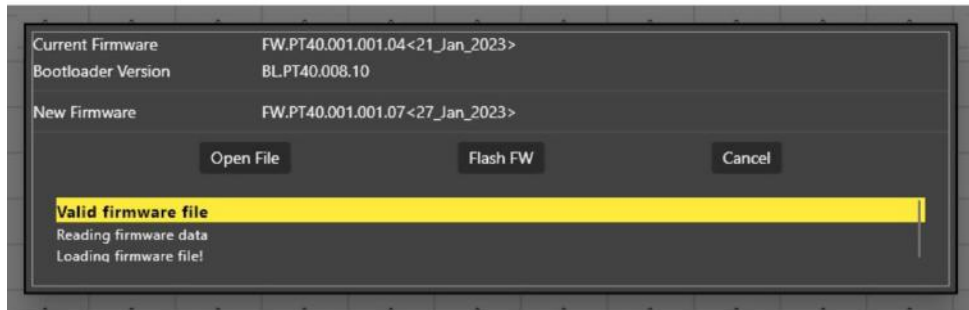 Current Firmware FW.PT40.001.001.04<21_Jan_2023>
Bootloader Version BL.PT40.008.10
New Firmware FW.PT40.001.001.07<27_Jan_2023>
Open File Flash FW Cancel
Valid firmware file
Reading firmware data
Loading firmware file!